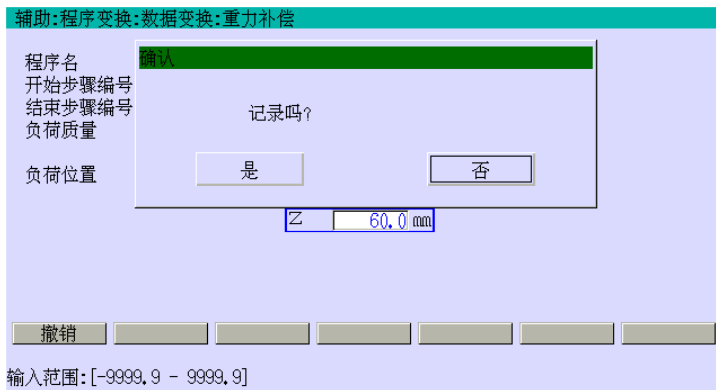 辅助:程序变换:数据变换:重力补偿
程序名
开始步骤编号
结束步骤编号
负荷质量
负荷位置
确认
记录吗?
是
否
Z 60.0 mm
撤销
输入范围:[-9999.9 - 9999.9]